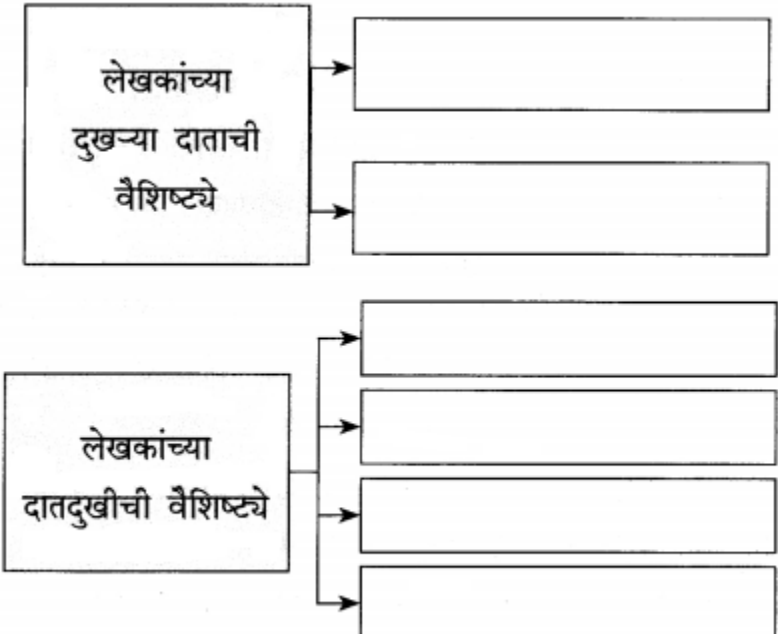 लेखकांच्या
दुखऱ्या दाताची
वैशिष्ट्ये
लेखकांच्या
दातदुखीची वैशिष्ट्ये